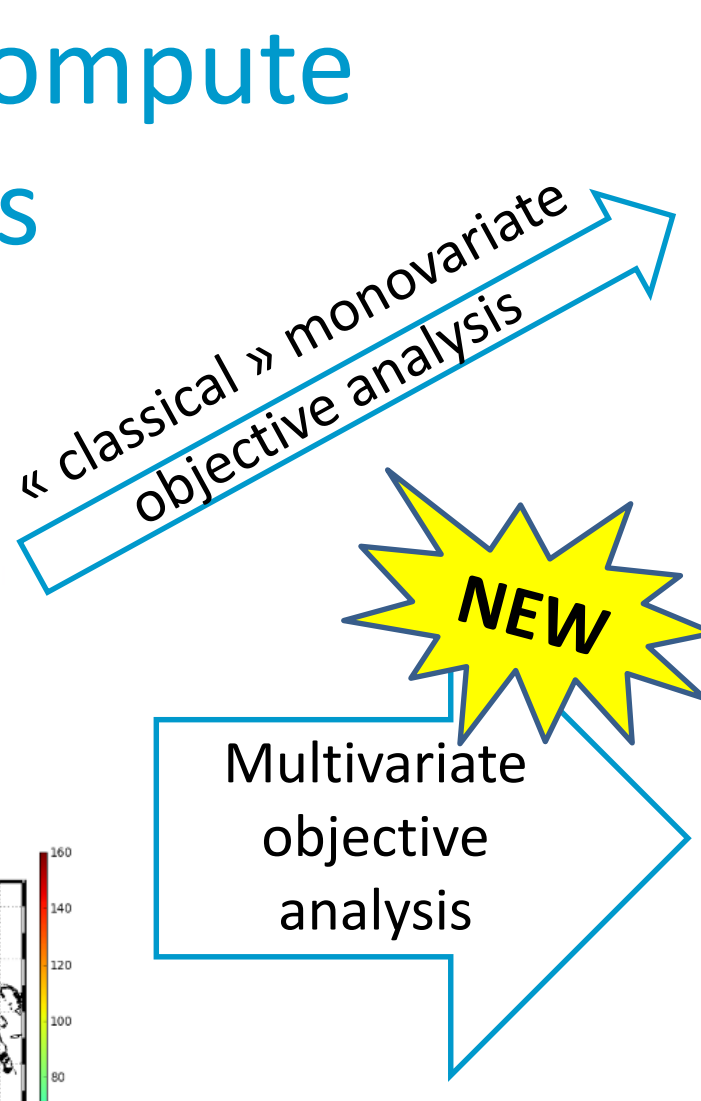 ompute
s
« classical » monovariate
objective analysis
NEW
Multivariate
objective
analysis
160
140
120
100
80